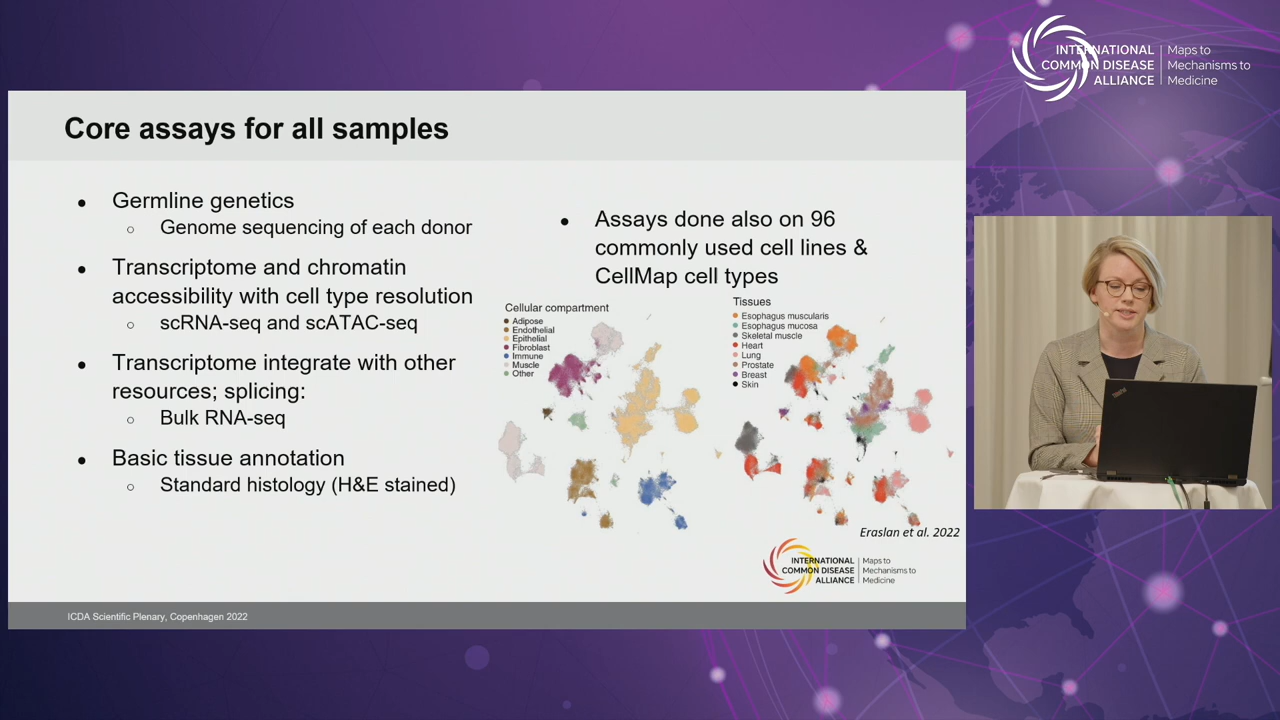 INTERNATIONAL
COMMON DISEASE
ALLIANCE
Maps to
Mechanisms to
Medicine
Core assays for all samples
● Germline genetics
○ Genome sequencing of each donor
● Transcriptome and chromatin
accessibility with cell type resolution
○ scRNA-seq and scATAC-seq
● Transcriptome integrate with other
resources; splicing:
○ Bulk RNA-seq
● Basic tissue annotation
○ Standard histology (H&E stained)
● Assays done also on 96
commonly used cell lines &
CellMap cell types
Cellular compartment
Adipose
Endothelial
Epithelial
Fibroblast
Immune
Muscle
Other
Tissues
Esophagus muscularis
Esophagus mucosa
Skeletal muscle
Heart
Lung
Prostate
Breast
Skin
Eraslan et al. 2022
INTERNATIONAL
COMMON DISEASE
ALLIANCE
Maps to
Mechanisms to
Medicine
ICDA Scientific Plenary, Copenhagen 2022
ThinkPad